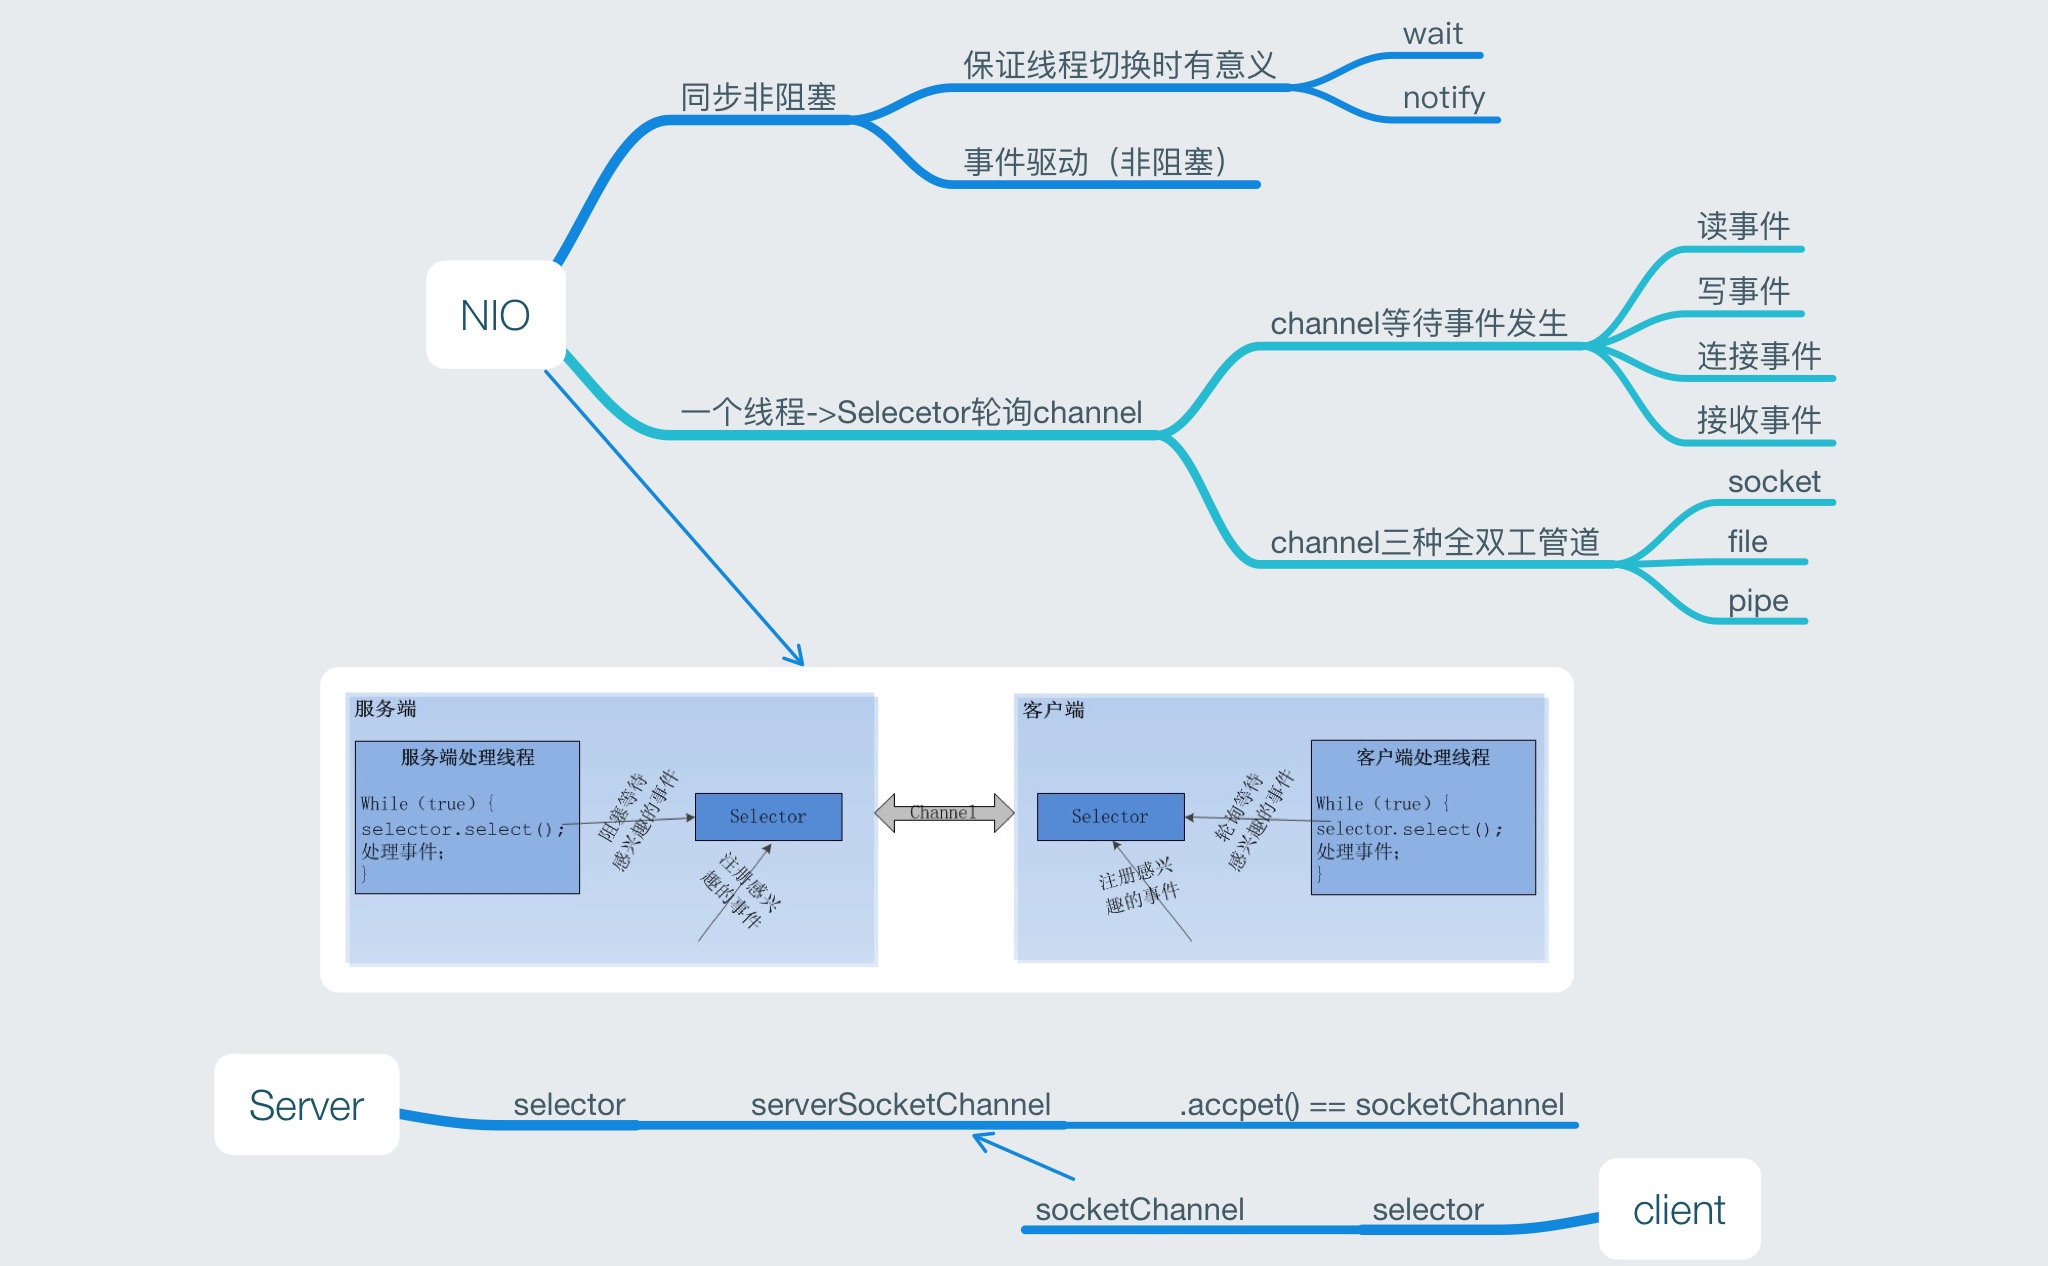 NIO
同步非阻塞
保证线程切换时有意义
wait
notify
事件驱动（非阻塞）
一个线程->Selecetor轮询channel
channel等待事件发生
读事件
写事件
连接事件
接收事件
channel三种全双工管道
socket
file
pipe
服务端
服务端处理线程
While（true）{
selector.select();
处理事件；
}
阻塞等待
感兴趣的事件
Selector
注册感兴
趣的事件
Channel
客户端
Selector
轮询等待
感兴趣的事件
注册感兴
趣的事件
客户端处理线程
While（true）{
selector.select();
处理事件；
}
Server
selector
serverSocketChannel
.accpet() == socketChannel
socketChannel
selector
client